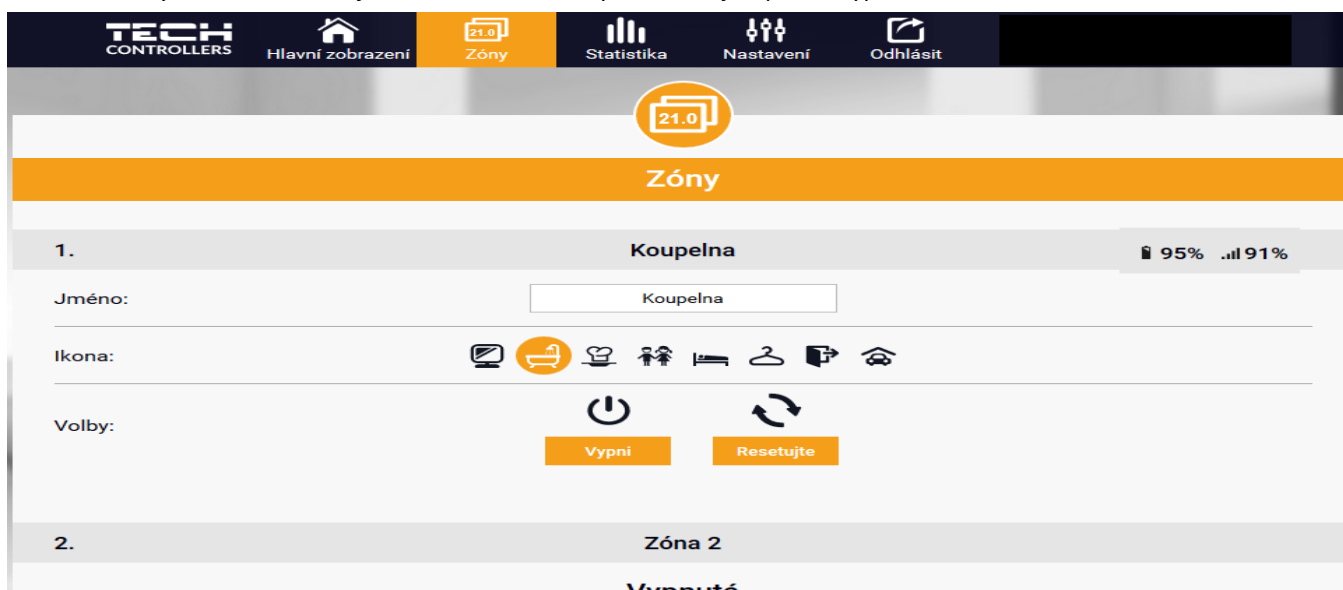 TECH
CONTROLLERS
Hlavní zobrazení
21.0
Zóny
Statistika
Nastavení
Odhlásit
21.0
Zóny
1. Koupelna 95% 91%
Jméno: Koupelna
Ikona:
Volby:
Vypni Resetujte
2. Zóna 2